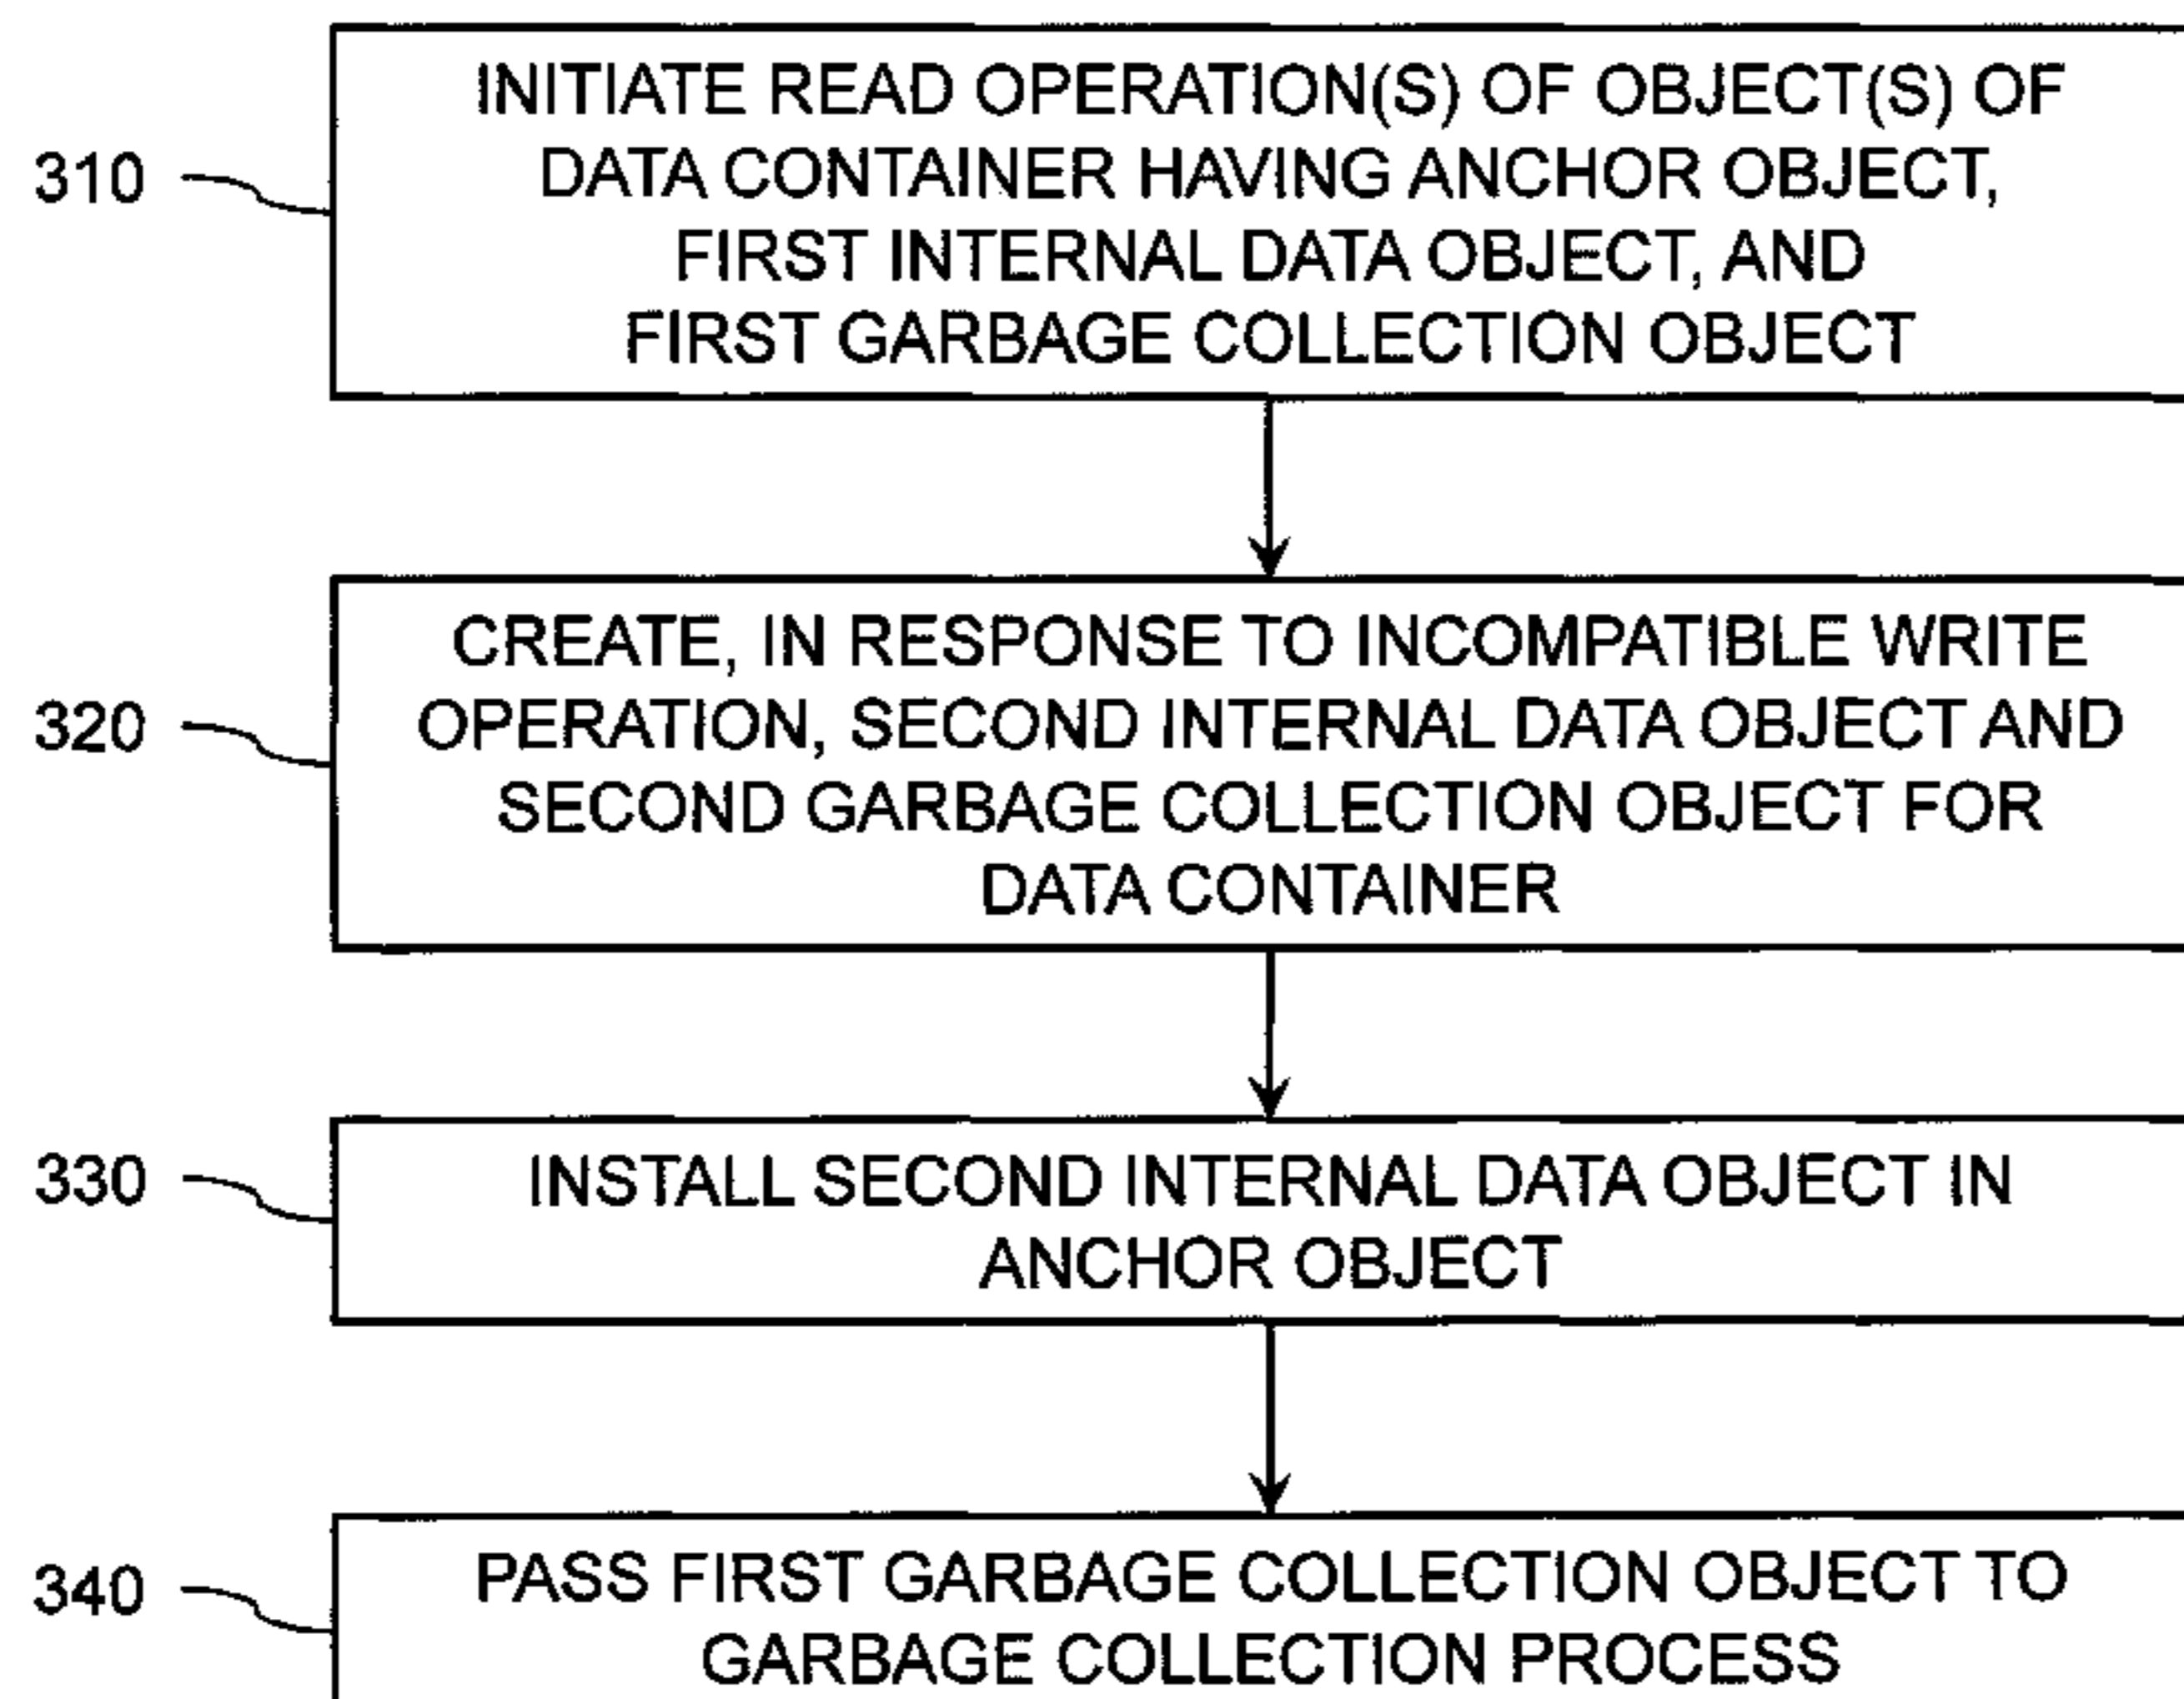 310
INITIATE READ OPERATION(S) OF OBJECT(S) OF
DATA CONTAINER HAVING ANCHOR OBJECT,
FIRST INTERNAL DATA OBJECT, AND
FIRST GARBAGE COLLECTION OBJECT
320
CREATE, IN RESPONSE TO INCOMPATIBLE WRITE
OPERATION, SECOND INTERNAL DATA OBJECT AND
SECOND GARBAGE COLLECTION OBJECT FOR
DATA CONTAINER
330
INSTALL SECOND INTERNAL DATA OBJECT IN
ANCHOR OBJECT
340
PASS FIRST GARBAGE COLLECTION OBJECT TO
GARBAGE COLLECTION PROCESS